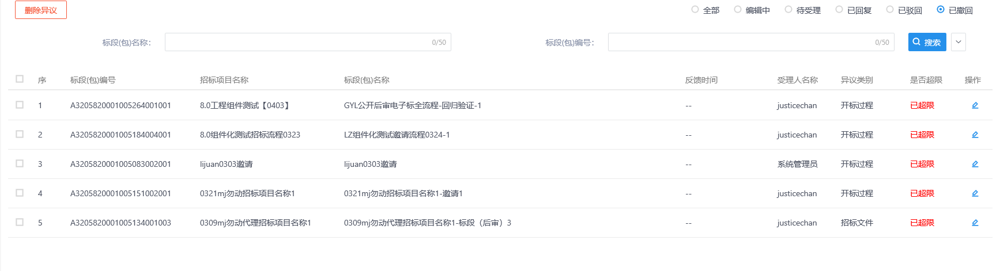 删除异议 全部 编辑中 待受理 已回复 已驳回 已撤回
标段(包)名称： 0/50 标段(包)编号： 0/50 搜索
序 标段(包)编号 招标项目名称 标段(包)名称 反馈时间 受理人名称 异议类别 是否超限 操作
1 A3205820001005264001001 8.0工程组件测试【0403】 GYL公开后审电子标全流程-回归验证-1 -- justicechan 开标过程 已超限
2 A3205820001005184004001 8.0组件化测试招标流程0323 LZ组件化测试邀请流程0324-1 -- justicechan 开标过程 已超限
3 A3205820001005083002001 lijuan0303邀请 lijuan0303邀请 -- 系统管理员 开标过程 已超限
4 A3205820001005151002001 0321mj勿动招标项目名称1 0321mj勿动招标项目名称1-邀请1 -- justicechan 开标过程 已超限
5 A3205820001005134001003 0309mj勿动代理招标项目名称1 0309mj勿动代理招标项目名称1-标段（后审）3 -- justicechan 招标文件 已超限